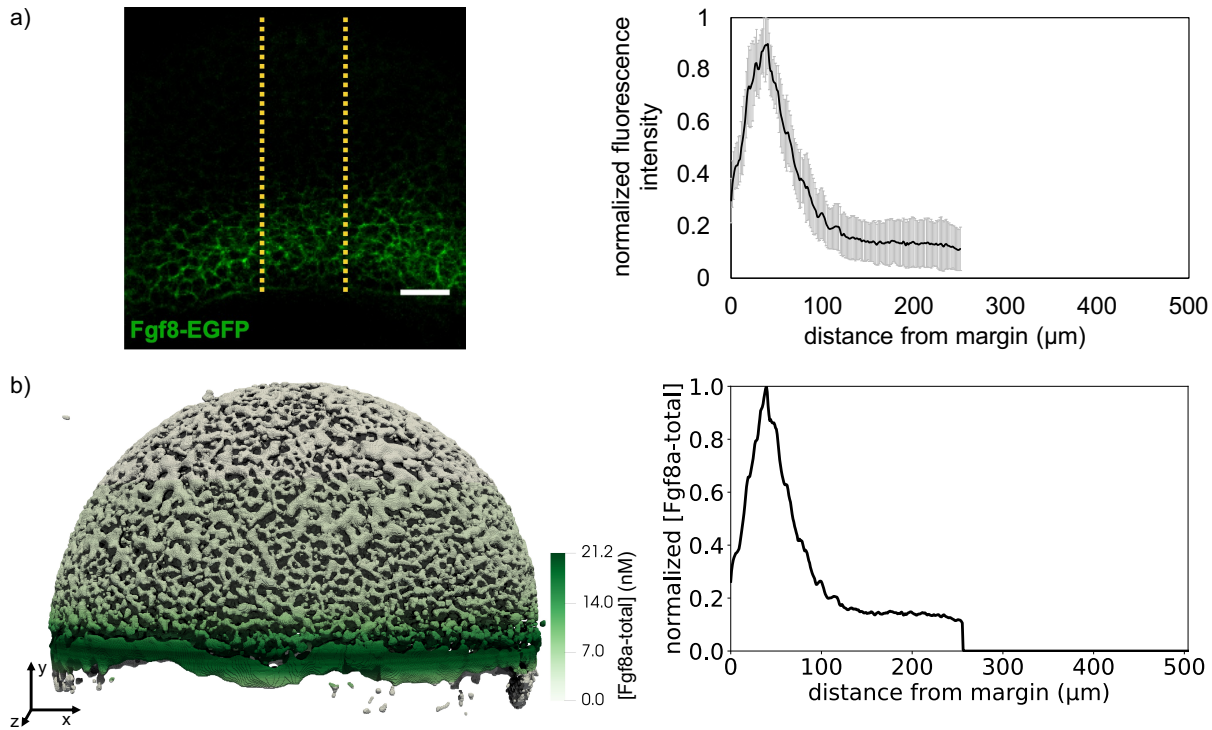 a)
Fgf8-EGFP
normalized fluorescence
intensity
1
0.8
0.6
0.4
0.2
0
0 100 200 300 400 500
distance from margin (µm)
b)
y
z x
21.2
14.0
7.0
0.0
[Fgf8a-total] (nM)
normalized [Fgf8a-total]
1.0
0.8
0.6
0.4
0.2
0.0
0 100 200 300 400 500
distance from margin (µm)